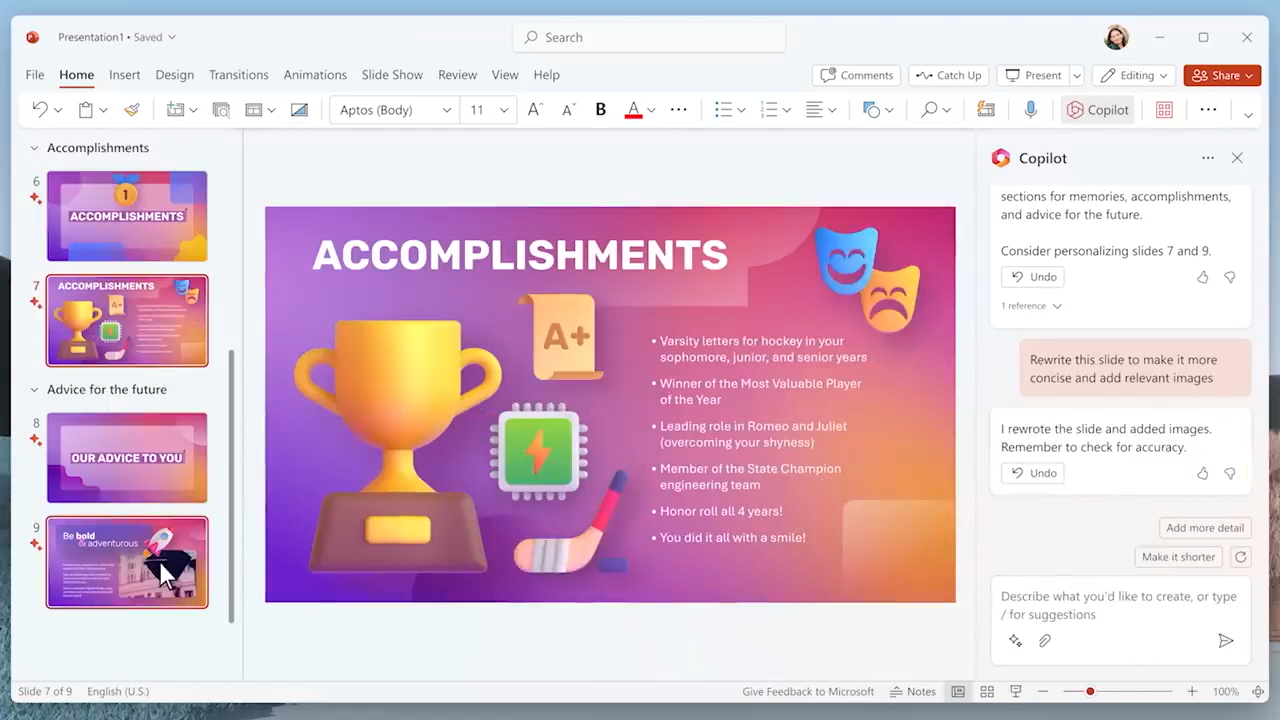 Presentation1 • Saved
Search
File Home Insert Design Transitions Animations Slide Show Review View Help
Comments Catch Up Present Editing Share
Aptos (Body) 11 A A B A Copilot
Accomplishments
6
1
ACCOMPLISHMENTS
7
ACCOMPLISHMENTS
A+
Advice for the future
8
OUR ADVICE TO YOU
9
Be bold
& adventurous
ACCOMPLISHMENTS
A+
• Varsity letters for hockey in your
sophomore, junior, and senior years
• Winner of the Most Valuable Player
of the Year
• Leading role in Romeo and Juliet
(overcoming your shyness)
• Member of the State Champion
engineering team
• Honor roll all 4 years!
• You did it all with a smile!
Copilot
sections for memories, accomplishments,
and advice for the future.
Consider personalizing slides 7 and 9.
Undo
1 reference
Rewrite this slide to make it more
concise and add relevant images
I rewrote the slide and added images.
Remember to check for accuracy.
Undo
Add more detail
Make it shorter
Describe what you'd like to create, or type
/ for suggestions
Slide 7 of 9 English (U.S.) Give Feedback to Microsoft Notes 100%